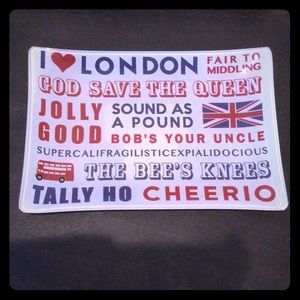 I ❤ LONDON
FAIR TO
MIDDLING
GOD SAVE THE QUEEN
JOLLY
GOOD
SOUND AS
A POUND
BOB'S YOUR UNCLE
SUPERCALIFRAGILISTICEXPIALIDOCIOUS
THE BEE'S KNEES
TALLY HO CHEERIO